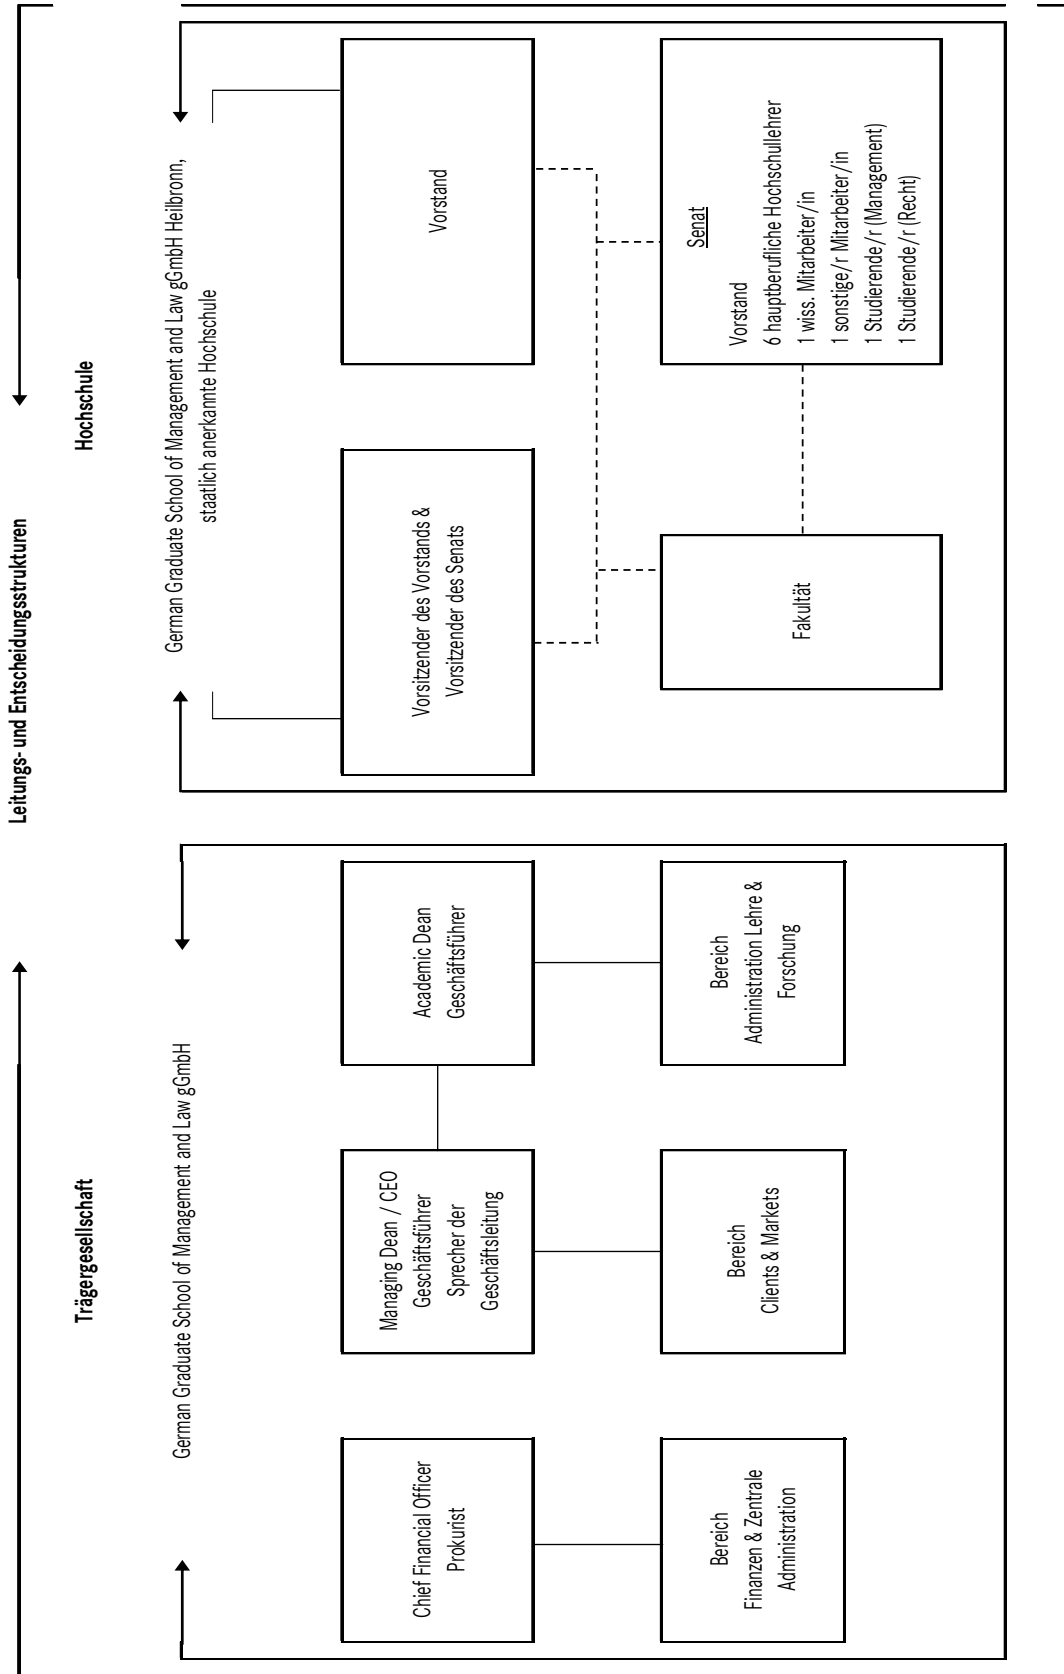 Leitungs- und Entscheidungsstrukturen
Trägergesellschaft
German Graduate School of Management and Law gGmbH
Chief Financial Officer
Prokurist
Managing Dean / CEO
Geschäftsführer
Sprecher der
Geschäftsleitung
Academic Dean
Geschäftsführer
Bereich
Finanzen & Zentrale
Administration
Bereich
Clients & Markets
Bereich
Administration Lehre &
Forschung
Hochschule
German Graduate School of Management and Law gGmbH Heilbronn,
staatlich anerkannte Hochschule
Vorsitzender des Vorstands &
Vorsitzender des Senats
Vorstand
Fakultät
Senat
Vorstand
6 hauptberufliche Hochschullehrer
1 wiss. Mitarbeiter/in
1 sonstige/r Mitarbeiter/in
1 Studierende/r (Management)
1 Studierende/r (Recht)